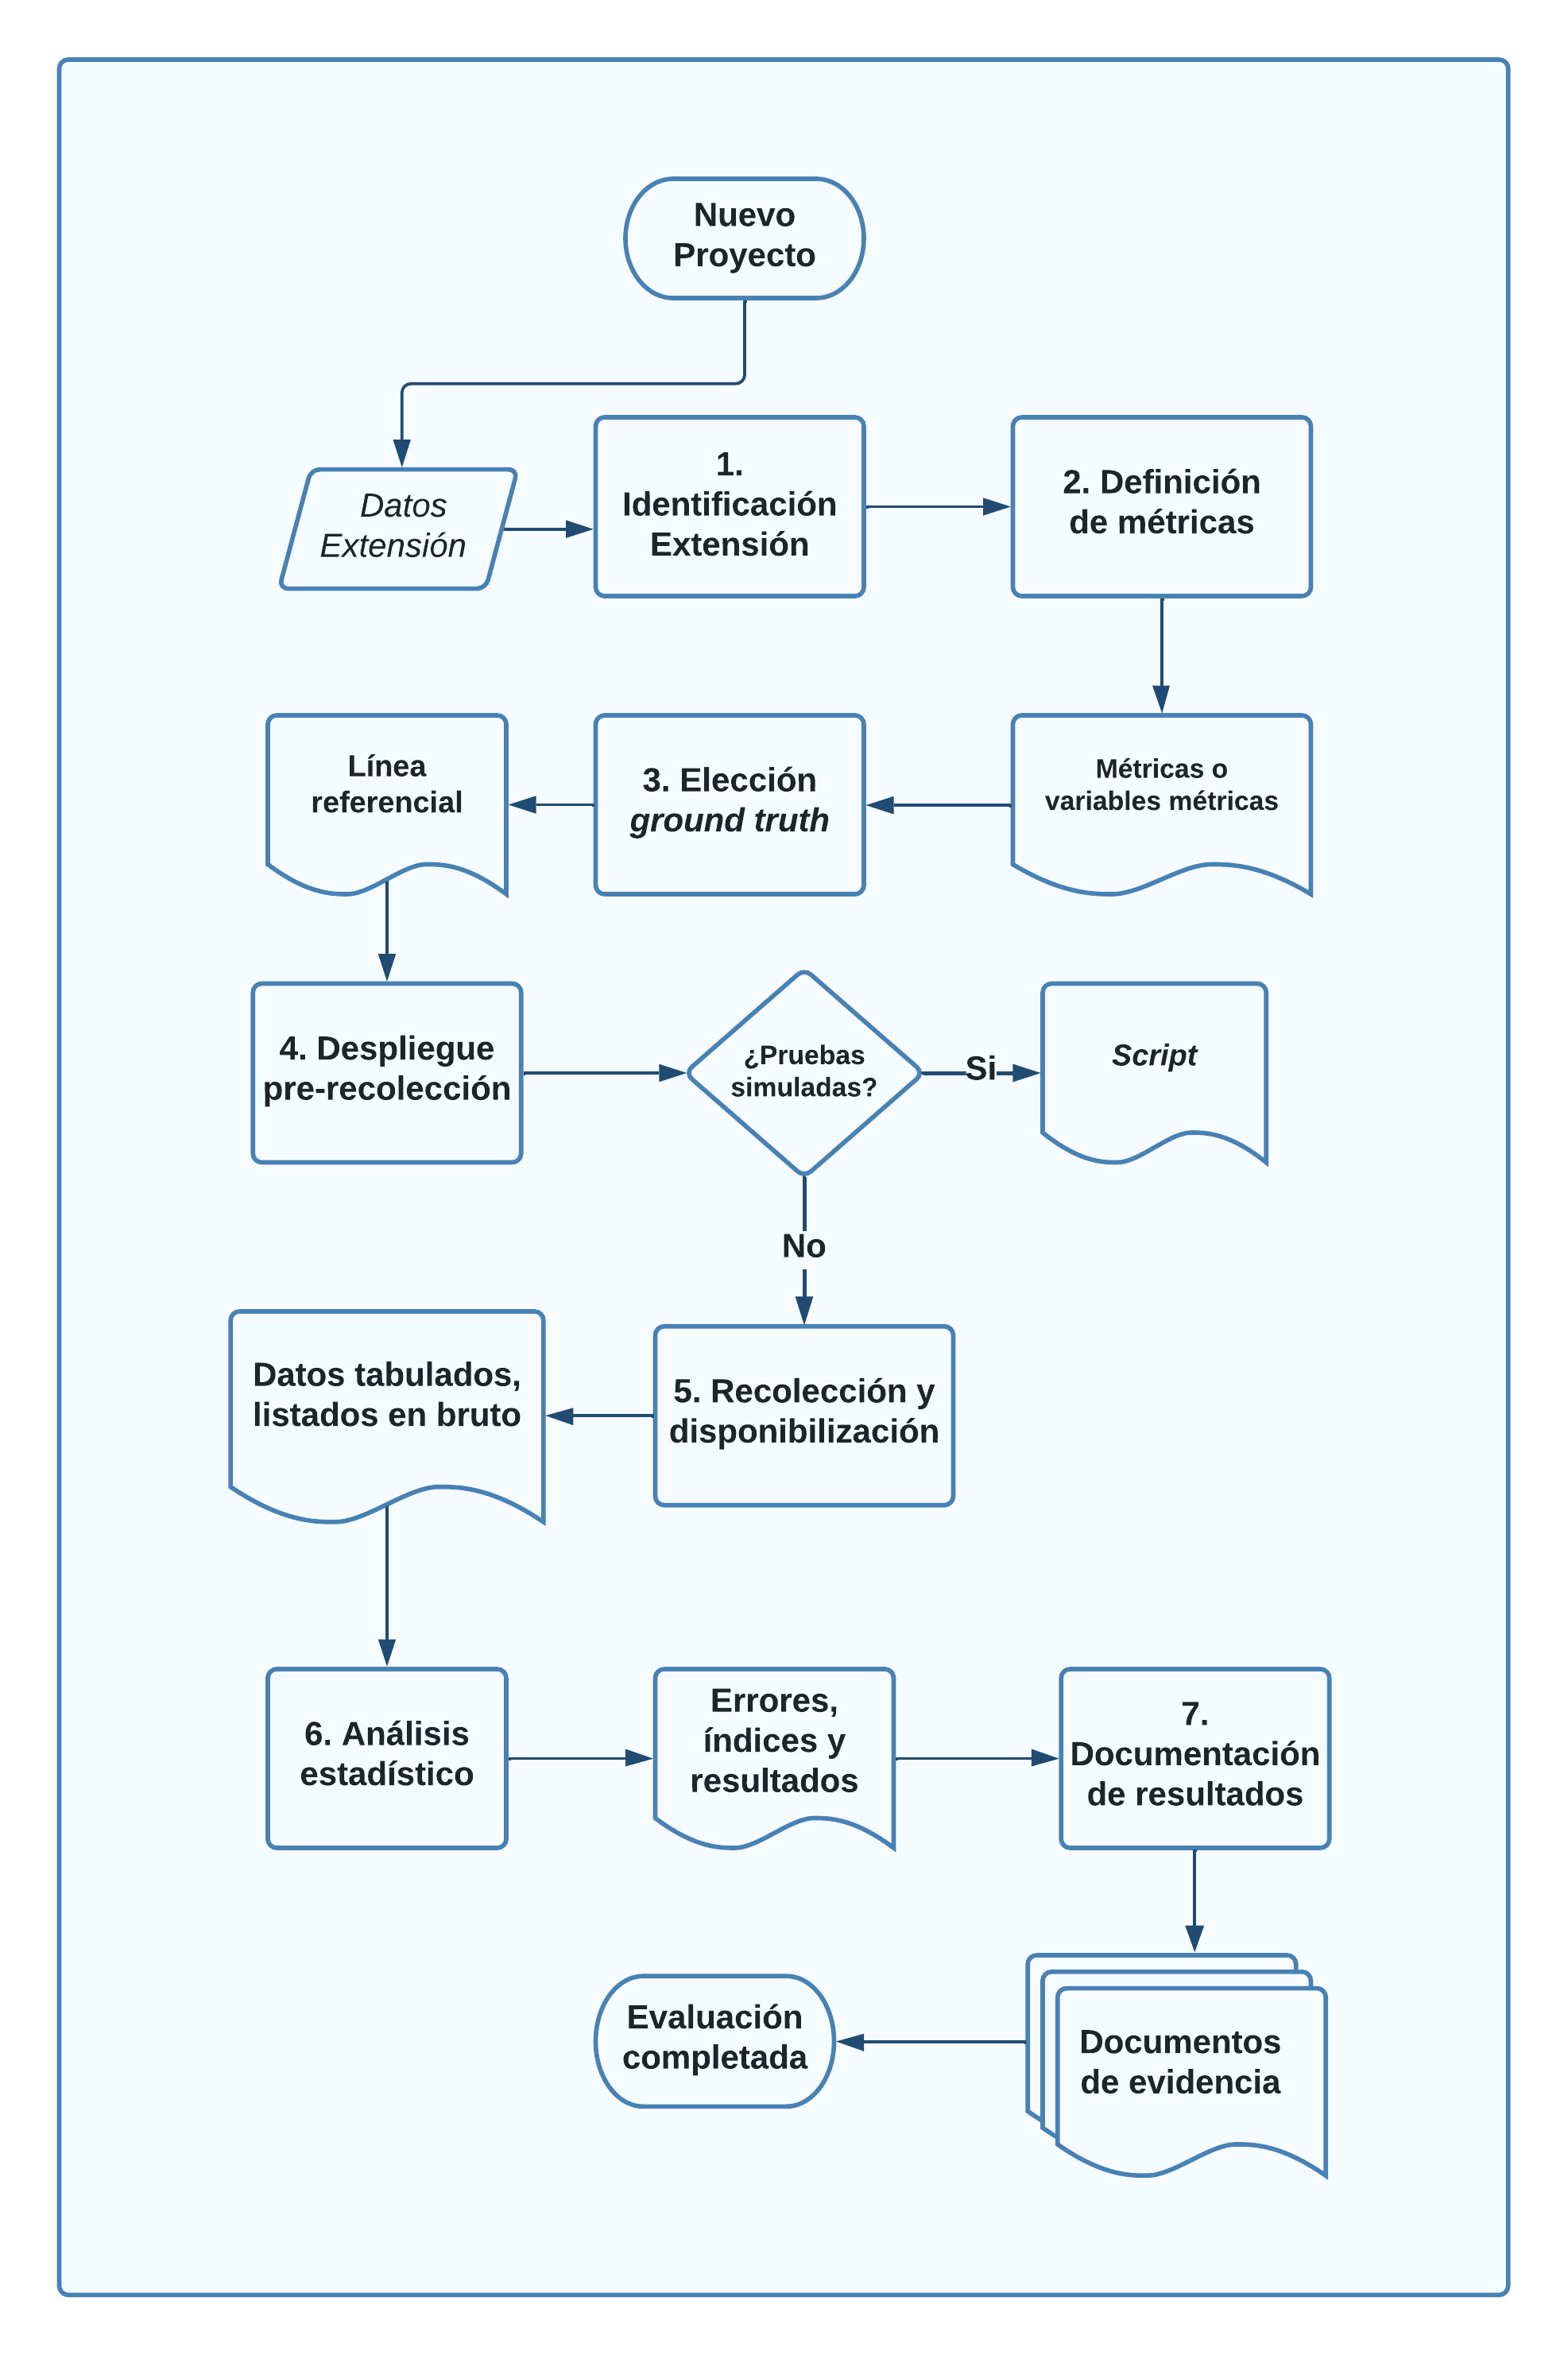 Nuevo
Proyecto
Datos
Extensión
1.
Identificación
Extensión
2. Definición
de métricas
Línea
referencial
3. Elección
ground truth
Métricas o
variables métricas
4. Despliegue
pre-recolección
¿Pruebas
simuladas?
Si
Script
No
Datos tabulados,
listados en bruto
5. Recolección y
disponibilización
6. Análisis
estadístico
Errores,
índices y
resultados
7.
Documentación
de resultados
Evaluación
completada
Documentos
de evidencia